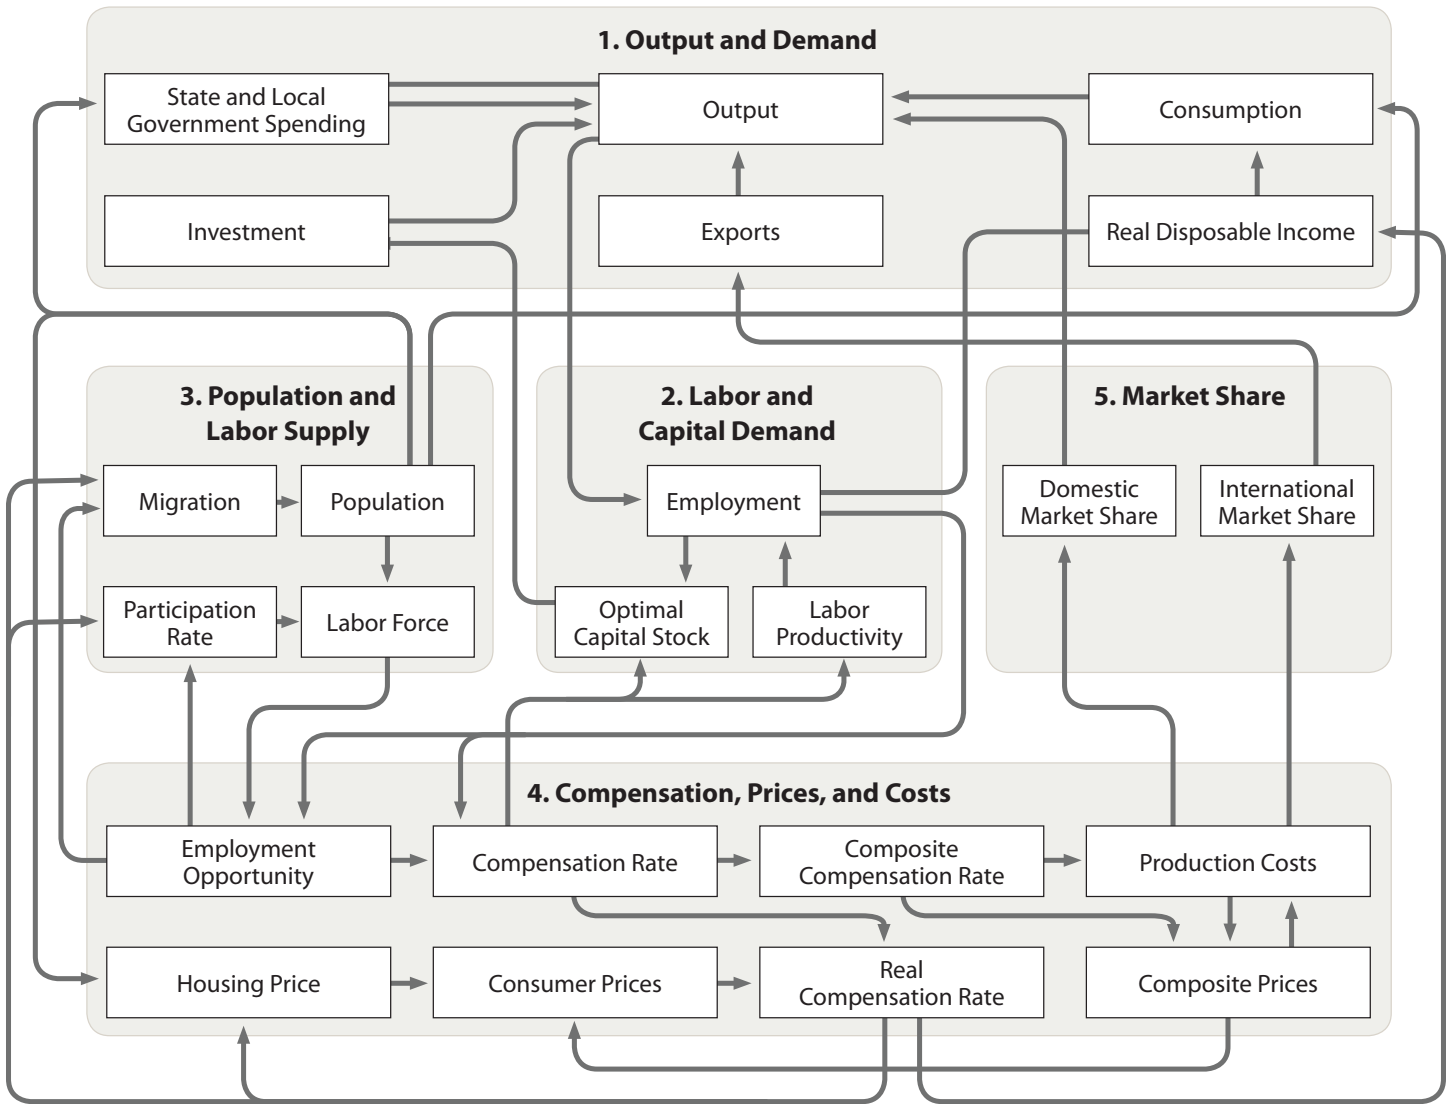 1. Output and Demand
State and Local
Government Spending
Output
Consumption
Investment
Exports
Real Disposable Income
3. Population and
Labor Supply
Migration
Population
Participation
Rate
Labor Force
2. Labor and
Capital Demand
Employment
Optimal
Capital Stock
Labor
Productivity
5. Market Share
Domestic
Market Share
International
Market Share
4. Compensation, Prices, and Costs
Employment
Opportunity
Compensation Rate
Composite
Compensation Rate
Production Costs
Housing Price
Consumer Prices
Real
Compensation Rate
Composite Prices